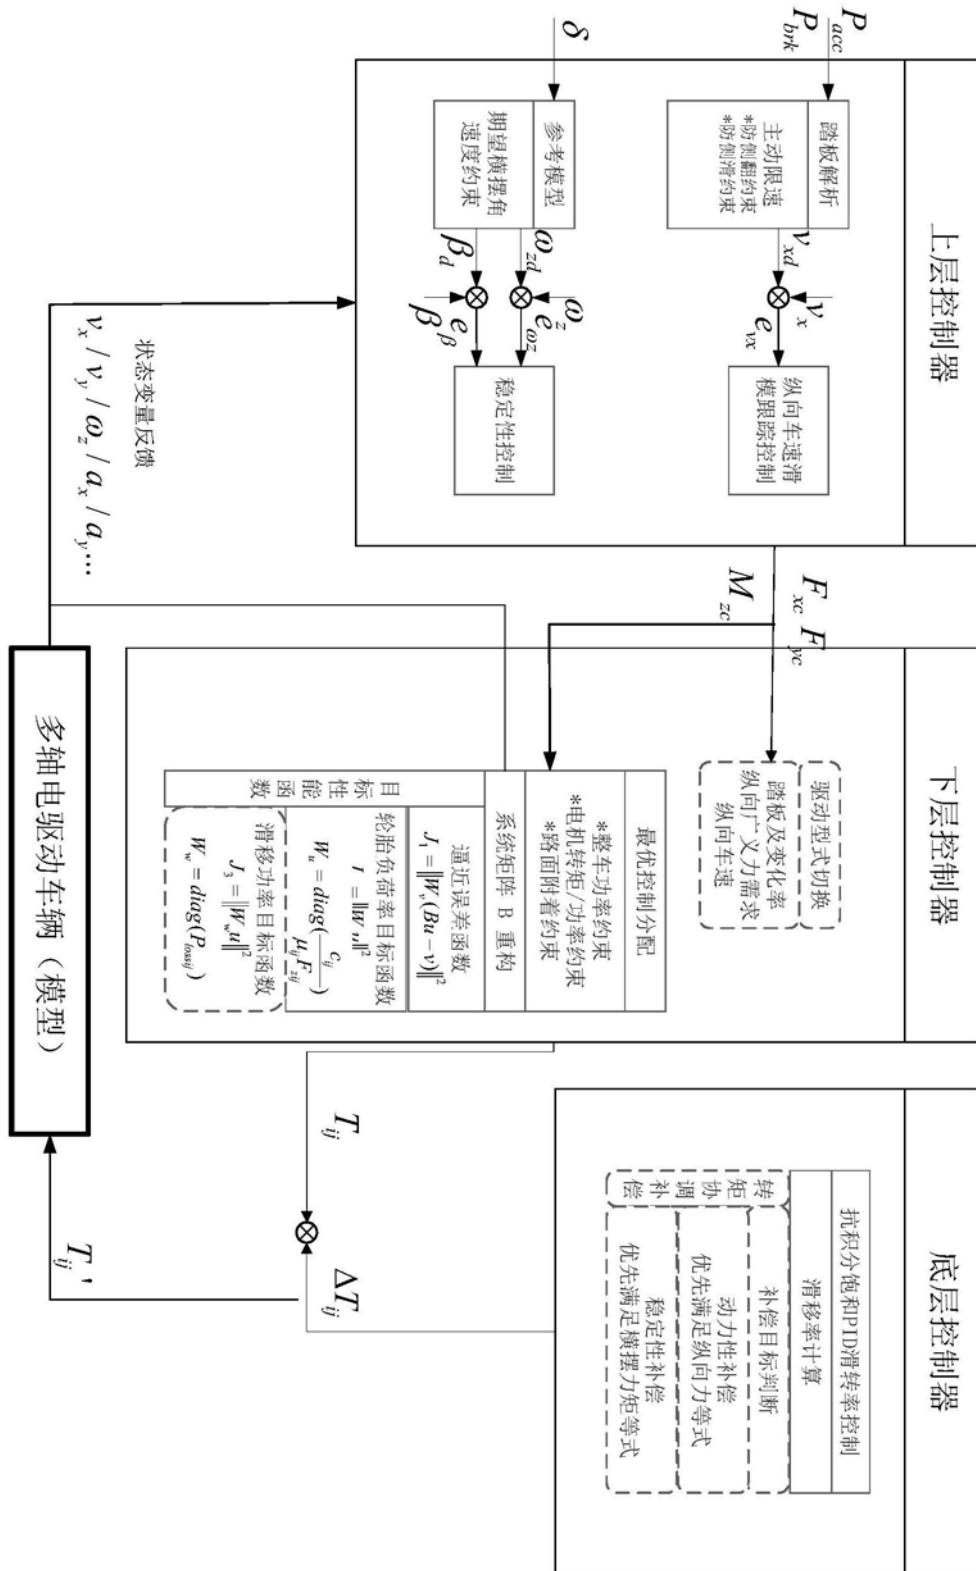 上层控制器
P_acc
P_brk
踏板解析
主动限速
*防侧翻约束
*防侧滑约束
v_xd
v_x
e_vx
纵向车速滑
模跟踪控制
δ
参考模型
期望横摆角
速度约束
ω_zd
ω_z
e_ωz
β_d
β
e_β
稳定性控制
F_xc F_yc
M_zc
下层控制器
驱动型式切换
踏板及变化率
纵向广义力需求
纵向车速
最优控制分配
*整车功率约束
*电机转矩/功率约束
*路面附着约束
系统矩阵 B 重构
目标性能函数
逼近误差函数
J_1 = ||W_v(Bu − v)||^2
轮胎负荷率目标函数
W_u = diag(c_ij / (μ_ij F_zij))
滑移功率目标函数
J_3 = ||W_w u||^2
W_w = diag(P_lossij)
底层控制器
抗积分饱和PID滑转率控制
滑移率计算
转矩协调补偿
补偿目标判断
动力性补偿
优先满足纵向力等式
稳定性补偿
优先满足横摆力矩等式
T_ij
ΔT_ij
T_ij'
多轴电驱动车辆（模型）
状态变量反馈
v_x / v_y / ω_z / a_x / a_y...